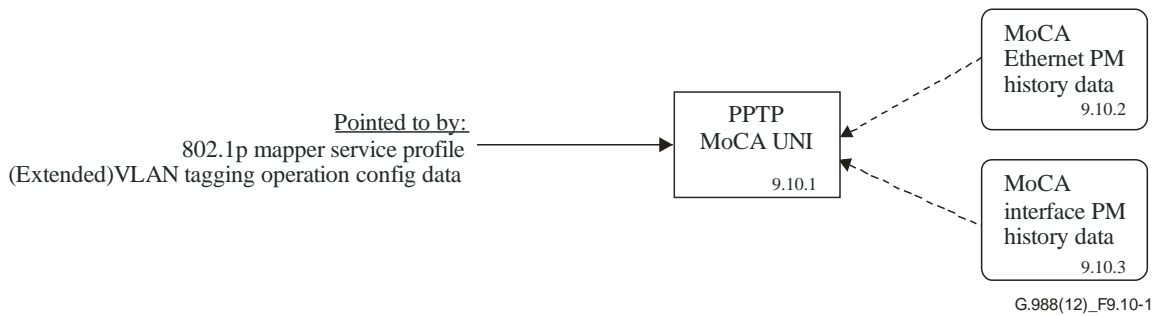 Pointed to by:
802.1p mapper service profile
(Extended)VLAN tagging operation config data
PPTP
MoCA UNI
9.10.1
MoCA
Ethernet PM
history data
9.10.2
MoCA
interface PM
history data
9.10.3
G.988(12)_F9.10-1